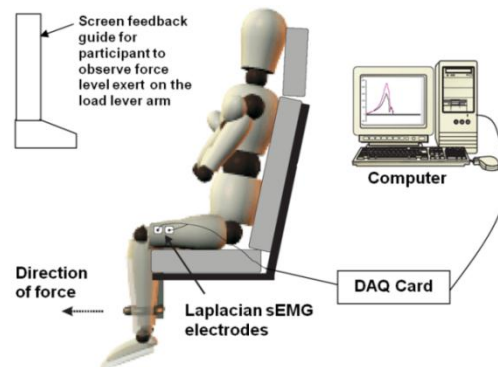 Screen feedback
guide for
participant to
observe force
level exert on the
load lever arm
Computer
DAQ Card
Direction
of force
Laplacian sEMG
electrodes